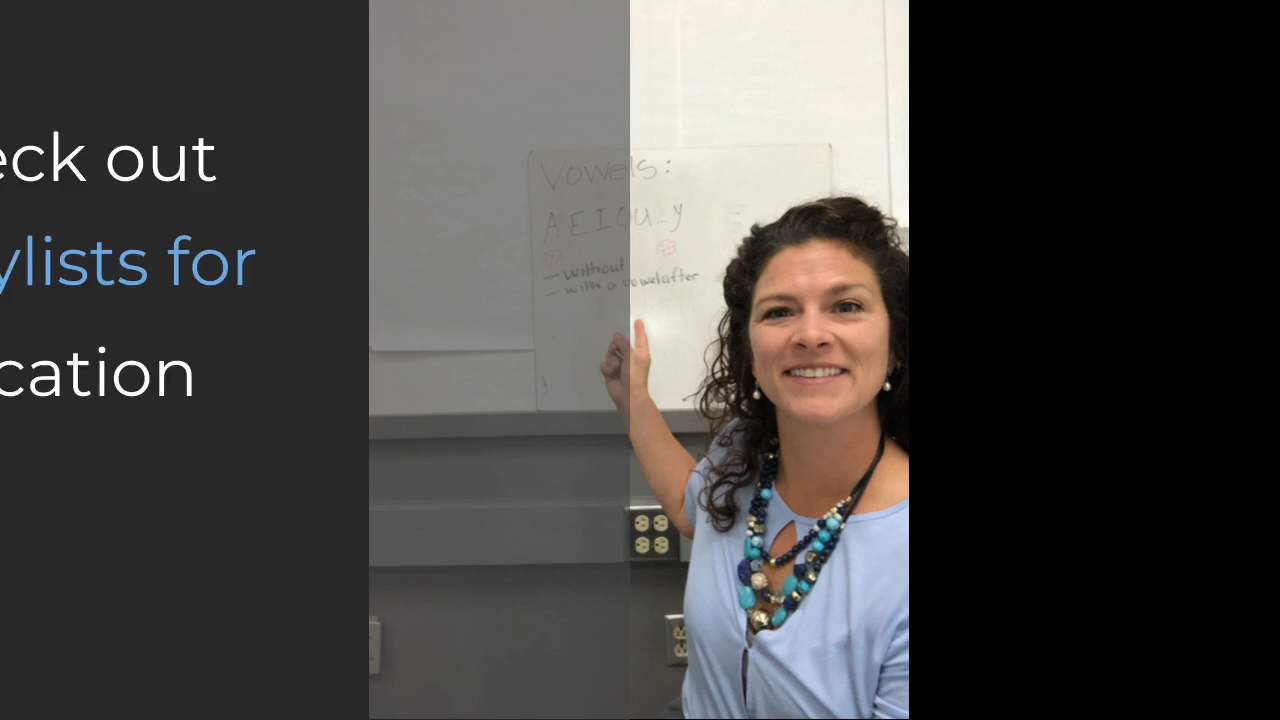 eck out
ylists for
cation
Vowels:
A E I O U...y
- without
- with a vowel after